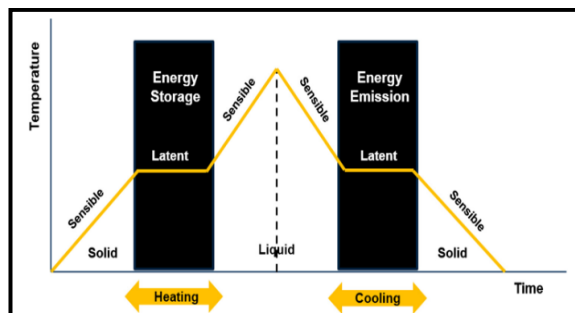 Temperature
Energy
Storage
Sensible
Sensible
Energy
Emission
Sensible
Latent
Latent
Sensible
Solid
Liquid
Solid
Time
Heating
Cooling